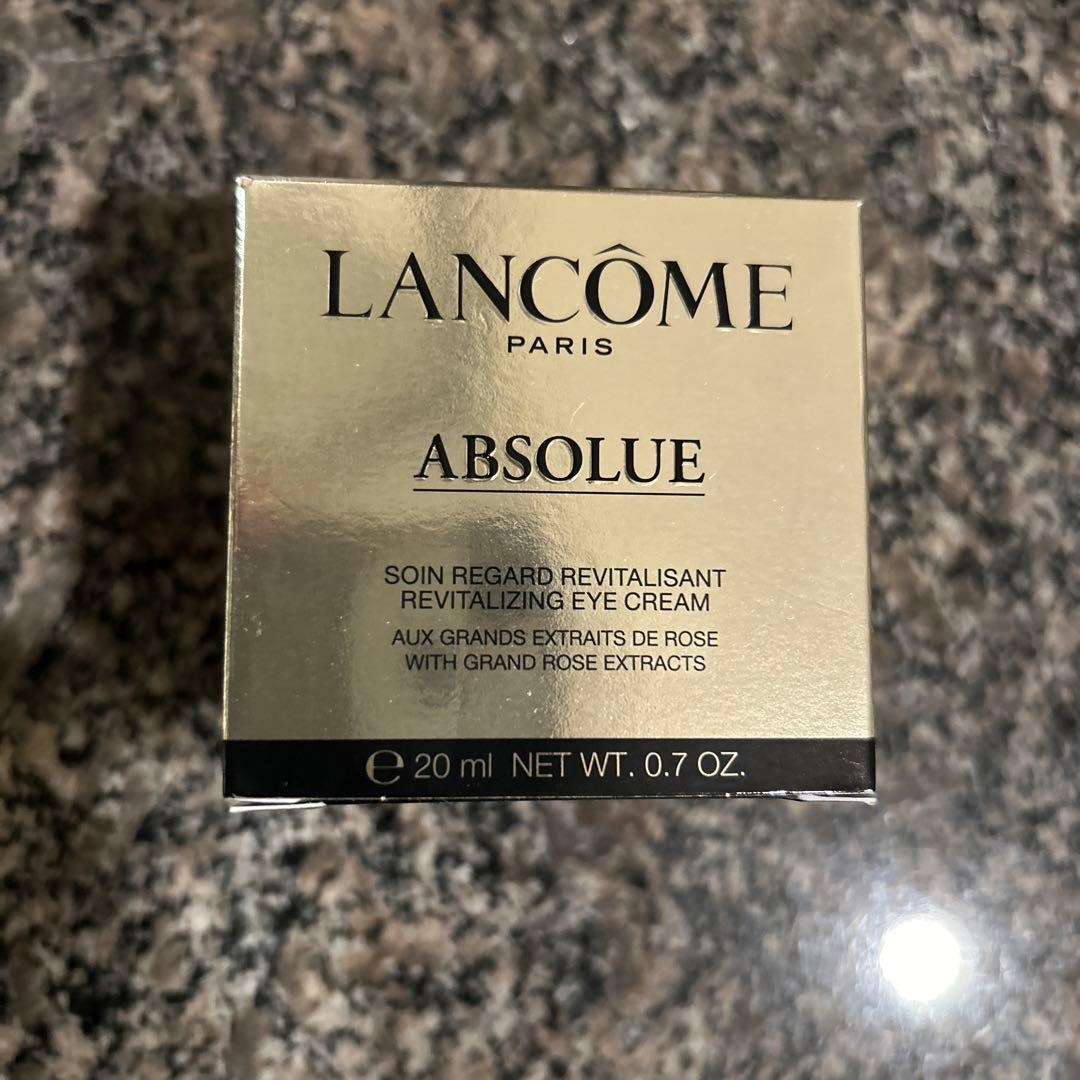 LANCÔME
PARIS
ABSOLUE
SOIN REGARD REVITALISANT
REVITALIZING EYE CREAM
AUX GRANDS EXTRAITS DE ROSE
WITH GRAND ROSE EXTRACTS
℮ 20 ml NET WT. 0.7 OZ.